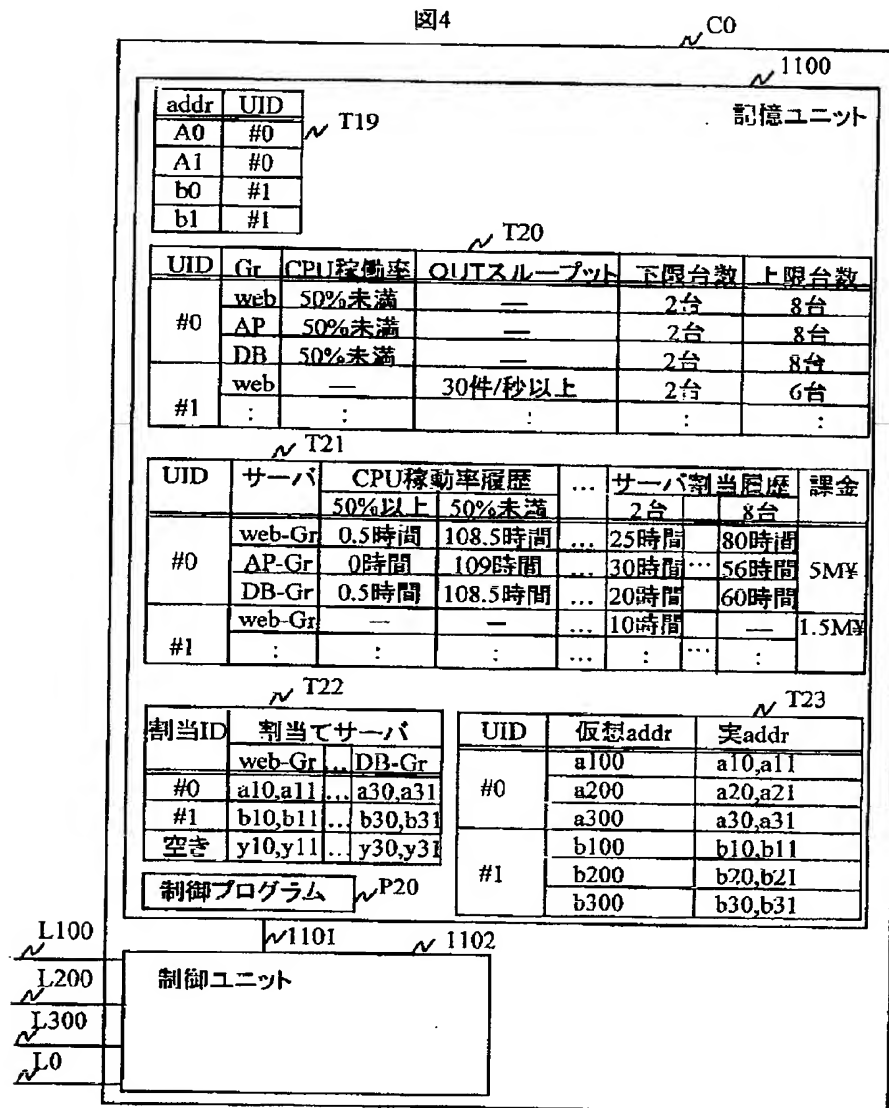 図4
C0
1100
記憶ユニット
addr UID
A0 #0
A1 #0
b0 #1
b1 #1
T19
T20
UID Gr CPU稼働率 OUTスループット 下限台数 上限台数
#0 web 50%未満 — 2台 8台
AP 50%未満 — 2台 8台
DB 50%未満 — 2台 8台
#1 web — 30件/秒以上 2台 6台
: : : : :
T21
UID サーバ CPU稼動率履歴 … サーバ割当履歴 課金
50%以上 50%未満 2台 8台
#0 web-Gr 0.5時間 108.5時間 … 25時間 80時間 5M¥
AP-Gr 0時間 109時間 … 30時間 … 56時間
DB-Gr 0.5時間 108.5時間 … 20時間 60時間
#1 web-Gr — — … 10時間 — 1.5M¥
: : : … : … :
T22
割当ID 割当てサーバ
web-Gr … DB-Gr
#0 a10,a11 … a30,a31
#1 b10,b11 … b30,b31
空き y10,y11 … y30,y31
T23
UID 仮想addr 実addr
#0 a100 a10,a11
a200 a20,a21
a300 a30,a31
#1 b100 b10,b11
b200 b20,b21
b300 b30,b31
制御プログラム P20
1101
1102
制御ユニット
L100
L200
L300
L0